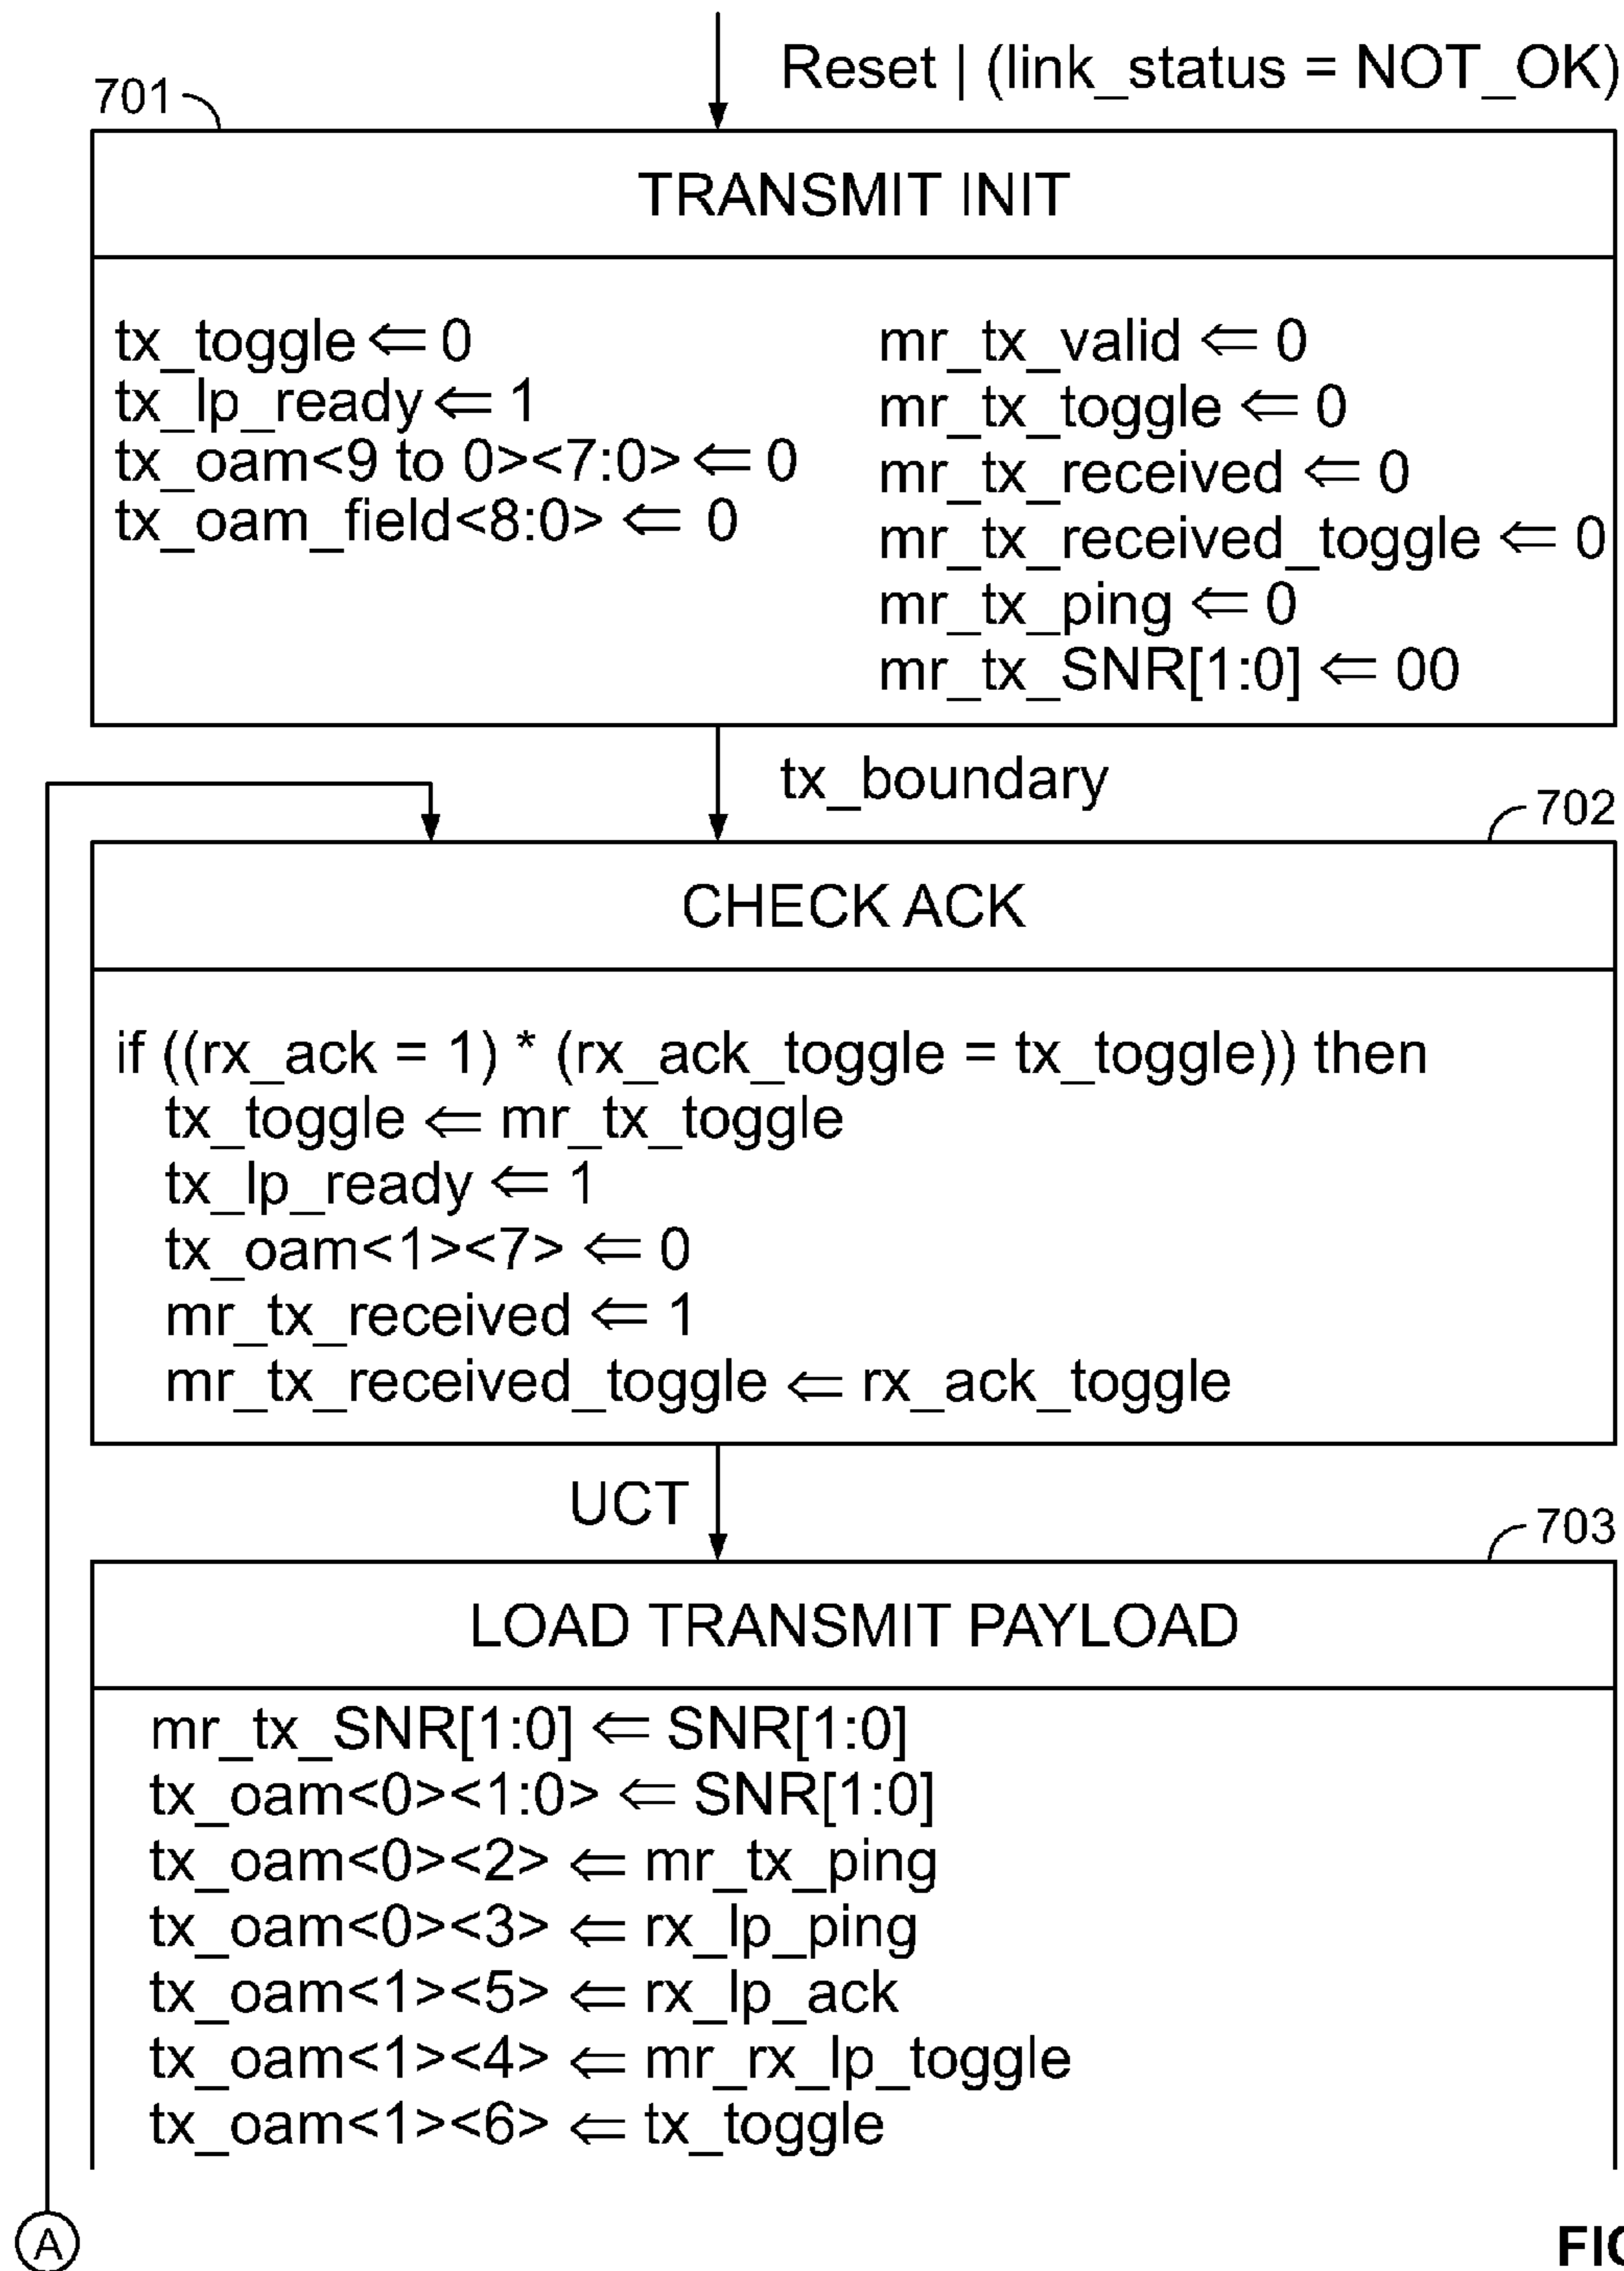 Reset | (link_status = NOT_OK)
701
TRANSMIT INIT
tx_toggle ⇐ 0
tx_lp_ready ⇐ 1
tx_oam<9 to 0><7:0> ⇐ 0
tx_oam_field<8:0> ⇐ 0
mr_tx_valid ⇐ 0
mr_tx_toggle ⇐ 0
mr_tx_received ⇐ 0
mr_tx_received_toggle ⇐ 0
mr_tx_ping ⇐ 0
mr_tx_SNR[1:0] ⇐ 00
tx_boundary
702
CHECK ACK
if ((rx_ack = 1) * (rx_ack_toggle = tx_toggle)) then
tx_toggle ⇐ mr_tx_toggle
tx_lp_ready ⇐ 1
tx_oam<1><7> ⇐ 0
mr_tx_received ⇐ 1
mr_tx_received_toggle ⇐ rx_ack_toggle
UCT
703
LOAD TRANSMIT PAYLOAD
mr_tx_SNR[1:0] ⇐ SNR[1:0]
tx_oam<0><1:0> ⇐ SNR[1:0]
tx_oam<0><2> ⇐ mr_tx_ping
tx_oam<0><3> ⇐ rx_lp_ping
tx_oam<1><5> ⇐ rx_lp_ack
tx_oam<1><4> ⇐ mr_rx_lp_toggle
tx_oam<1><6> ⇐ tx_toggle
A